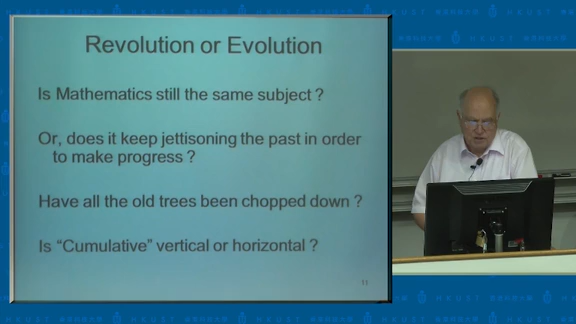 Revolution or Evolution
Is Mathematics still the same subject ?
Or, does it keep jettisoning the past in order
to make progress ?
Have all the old trees been chopped down ?
Is “Cumulative” vertical or horizontal ?
11